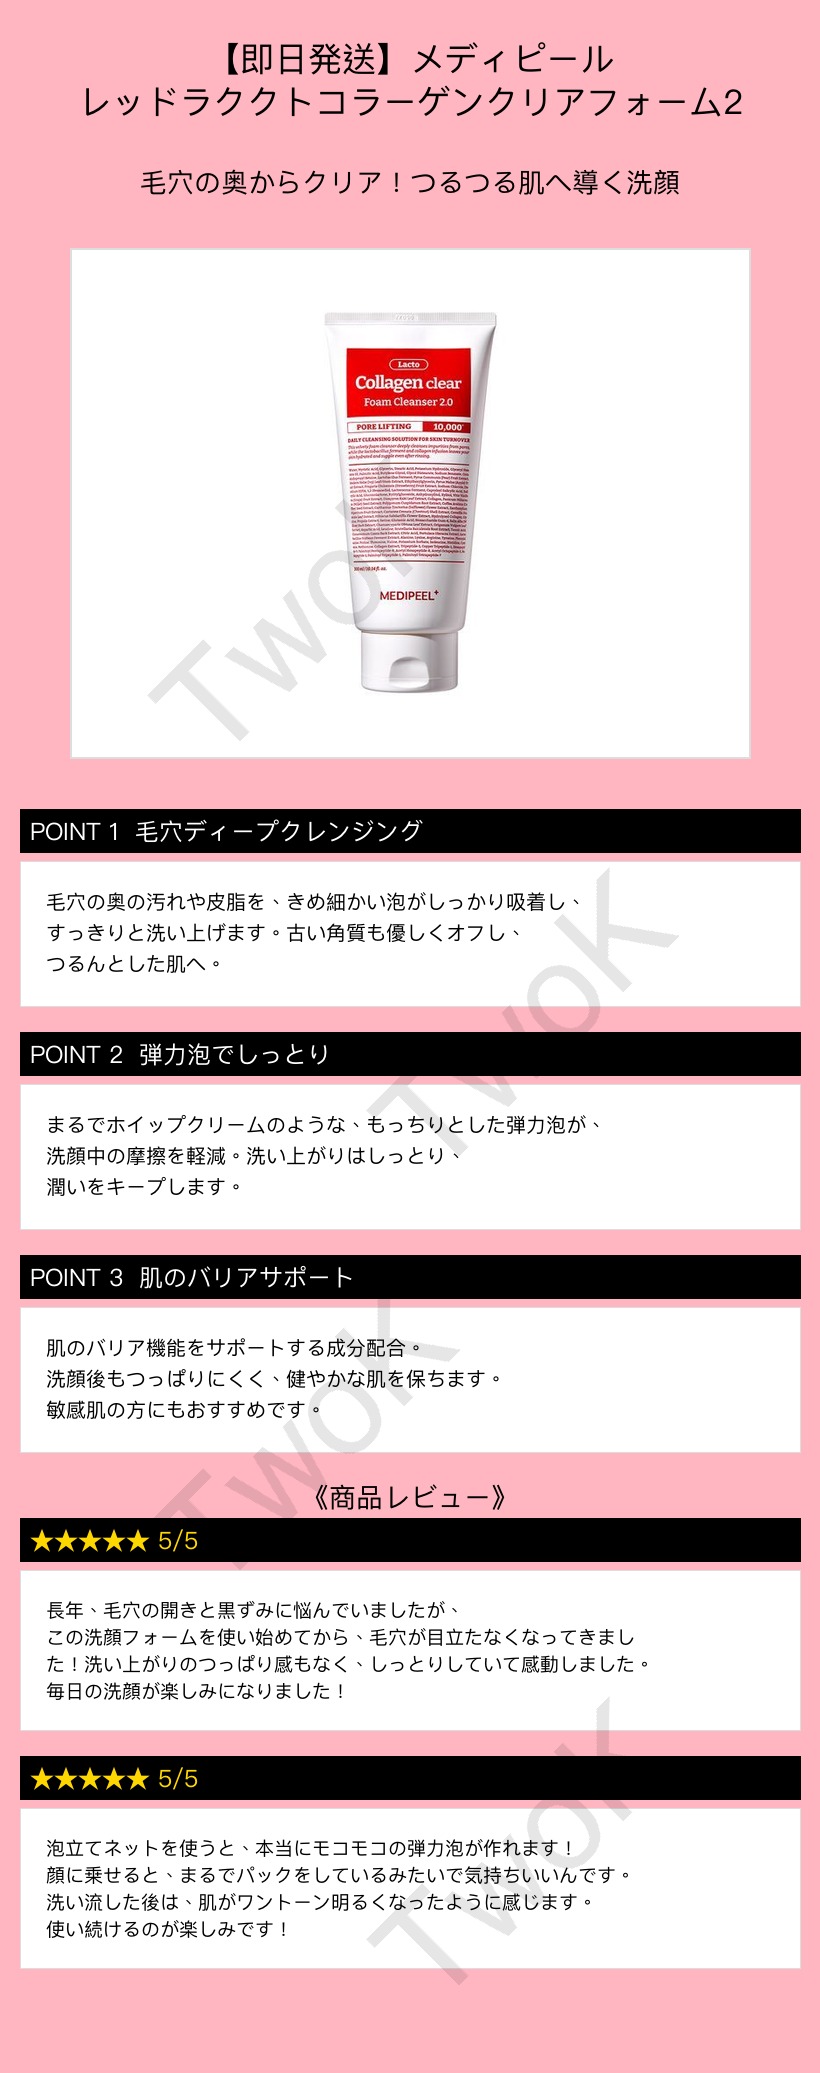 【即日発送】メディピール
レッドラククトコラーゲンクリアフォーム2
毛穴の奥からクリア！つるつる肌へ導く洗顔
Lacto
Collagen clear
Foam Cleanser 2.0
PORE LIFTING 10,000
DAILY CLEANSING SOLUTION FOR SKIN TURNOVER
MEDIPEEL+
TwoK
POINT 1 毛穴ディープクレンジング
毛穴の奥の汚れや皮脂を、きめ細かい泡がしっかり吸着し、
すっきりと洗い上げます。古い角質も優しくオフし、
つるんとした肌へ。
TwoK
POINT 2 弾力泡でしっとり
まるでホイップクリームのような、もっちりとした弾力泡が、
洗顔中の摩擦を軽減。洗い上がりはしっとり、
潤いをキープします。
POINT 3 肌のバリアサポート
肌のバリア機能をサポートする成分配合。
洗顔後もつっぱりにくく、健やかな肌を保ちます。
敏感肌の方にもおすすめです。
TwoK
《商品レビュー》
★★★★★ 5/5
長年、毛穴の開きと黒ずみに悩んでいましたが、
この洗顔フォームを使い始めてから、毛穴が目立たなくなってきまし
た！洗い上がりのつっぱり感もなく、しっとりしていて感動しました。
毎日の洗顔が楽しみになりました！
★★★★★ 5/5
泡立てネットを使うと、本当にモコモコの弾力泡が作れます！
顔に乗せると、まるでパックをしているみたいで気持ちいいんです。
洗い流した後は、肌がワントーン明るくなったように感じます。
使い続けるのが楽しみです！
TwoK